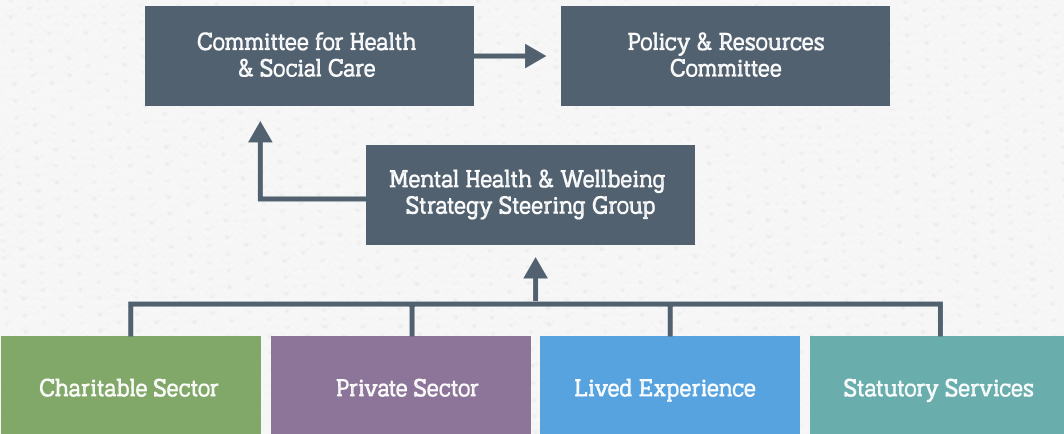 Committee for Health
& Social Care
Policy & Resources
Committee
Mental Health & Wellbeing
Strategy Steering Group
Charitable Sector
Private Sector
Lived Experience
Statutory Services